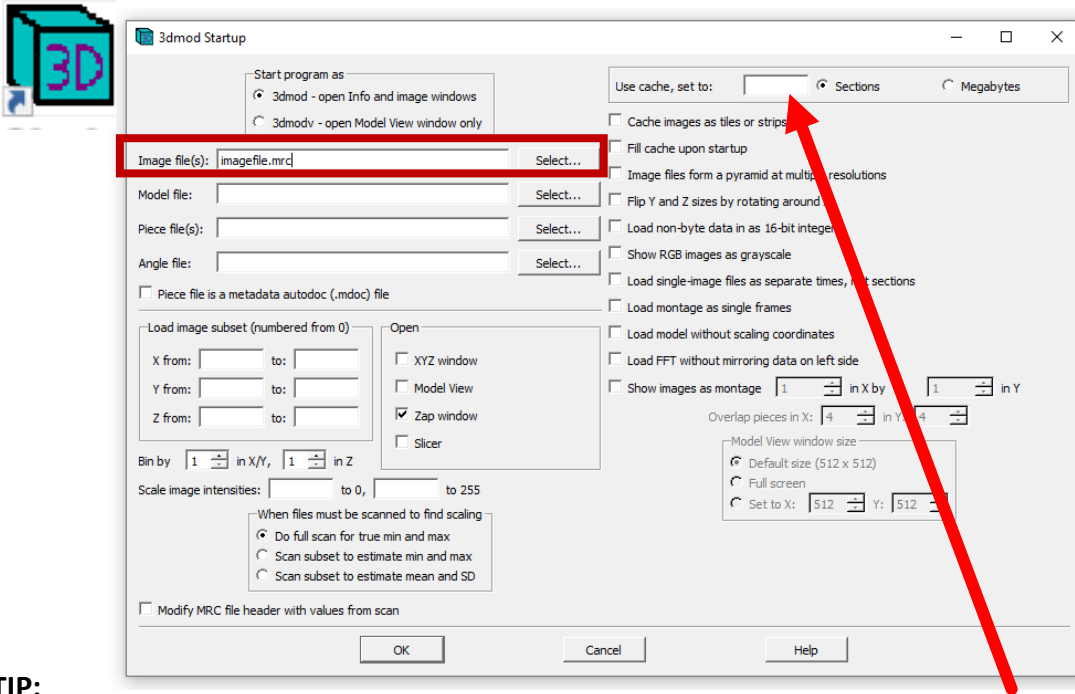 3D
3dmod Startup
Start program as
3dmod - open Info and image windows
3dmodv - open Model View window only
Image file(s): imagefile.mrc Select...
Model file: Select...
Piece file(s): Select...
Angle file: Select...
Piece file is a metadata autodoc (.mdoc) file
Load image subset (numbered from 0)
X from: to:
Y from: to:
Z from: to:
Open
XYZ window
Model View
Zap window
Slicer
Bin by 1 in X/Y, 1 in Z
Scale image intensities: to 0, to 255
When files must be scanned to find scaling
Do full scan for true min and max
Scan subset to estimate min and max
Scan subset to estimate mean and SD
Modify MRC file header with values from scan
Use cache, set to: Sections Megabytes
Cache images as tiles or strips
Fill cache upon startup
Image files form a pyramid at multiple resolutions
Flip Y and Z sizes by rotating around
Load non-byte data in as 16-bit integers
Show RGB images as grayscale
Load single-image files as separate times, not sections
Load montage as single frames
Load model without scaling coordinates
Load FFT without mirroring data on left side
Show images as montage 1 in X by 1 in Y
Overlap pieces in X: 4 in Y: 4
Model View window size
Default size (512 x 512)
Full screen
Set to X: 512 Y: 512
OK Cancel Help
TIP: